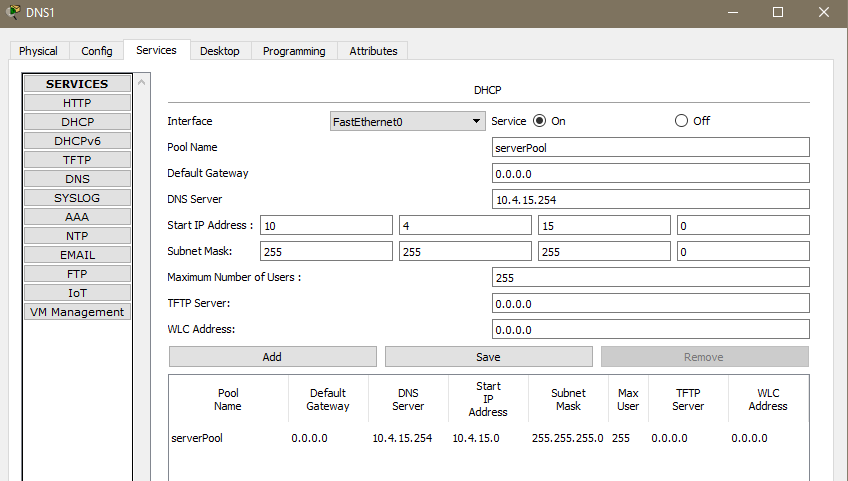 DNS1
Physical Config Services Desktop Programming Attributes
SERVICES
HTTP
DHCP
DHCPv6
TFTP
DNS
SYSLOG
AAA
NTP
EMAIL
FTP
IoT
VM Management
DHCP
Interface FastEthernet0 Service On Off
Pool Name serverPool
Default Gateway 0.0.0.0
DNS Server 10.4.15.254
Start IP Address : 10 4 15 0
Subnet Mask: 255 255 255 0
Maximum Number of Users : 255
TFTP Server: 0.0.0.0
WLC Address: 0.0.0.0
Add Save Remove
Pool Name Default Gateway DNS Server Start IP Address Subnet Mask Max User TFTP Server WLC Address
serverPool 0.0.0.0 10.4.15.254 10.4.15.0 255.255.255.0 255 0.0.0.0 0.0.0.0